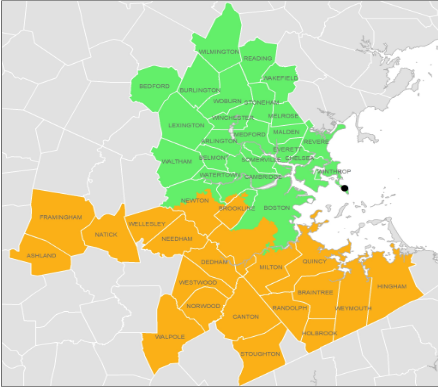 WILMINGTON
READING
BEDFORD
BURLINGTON
WAKEFIELD
WOBURN
STONEHAM
WINCHESTER
MELROSE
LEXINGTON
MEDFORD
MALDEN
ARLINGTON
REVERE
EVERETT
WALTHAM
BELMONT
SOMERVILLE
CHELSEA
WATERTOWN
CAMBRIDGE
WINTHROP
NEWTON
BROOKLINE
BOSTON
FRAMINGHAM
WELLESLEY
NATICK
NEEDHAM
ASHLAND
DEDHAM
MILTON
QUINCY
WESTWOOD
BRAINTREE
HINGHAM
NORWOOD
RANDOLPH
WEYMOUTH
CANTON
WALPOLE
HOLBROOK
STOUGHTON